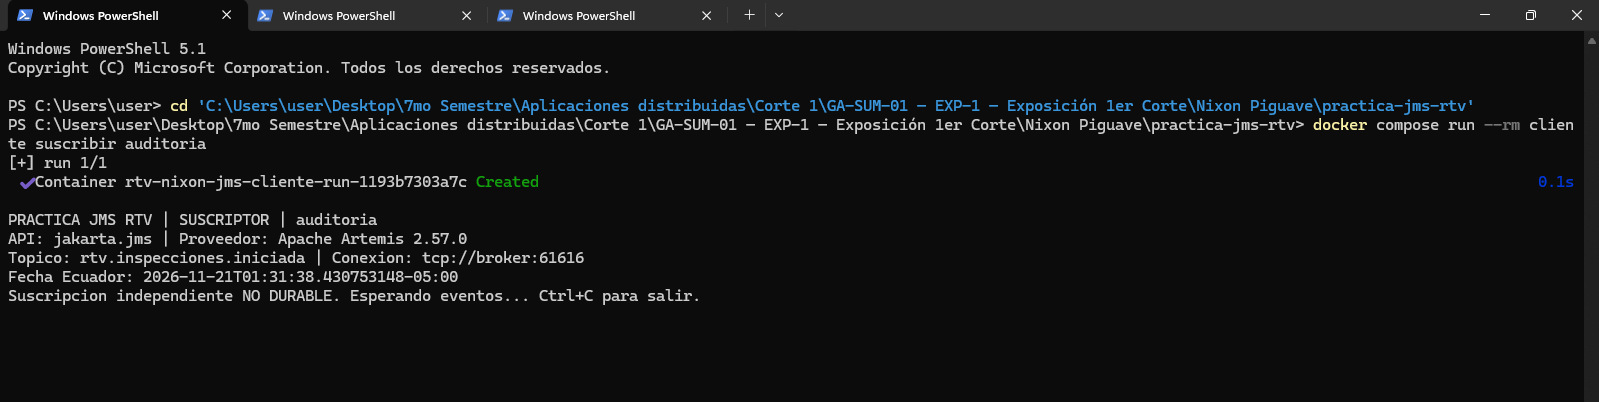 Windows PowerShell
Windows PowerShell
Windows PowerShell
Windows PowerShell 5.1
Copyright (C) Microsoft Corporation. Todos los derechos reservados.
PS C:\Users\user> cd 'C:\Users\user\Desktop\7mo Semestre\Aplicaciones distribuidas\Corte 1\GA-SUM-01 - EXP-1 - Exposición 1er Corte\Nixon Piguave\practica-jms-rtv'
PS C:\Users\user\Desktop\7mo Semestre\Aplicaciones distribuidas\Corte 1\GA-SUM-01 - EXP-1 - Exposición 1er Corte\Nixon Piguave\practica-jms-rtv> docker compose run --rm clien
te suscribir auditoria
[+] run 1/1
✔Container rtv-nixon-jms-cliente-run-1193b7303a7c Created 0.1s
PRACTICA JMS RTV | SUSCRIPTOR | auditoria
API: jakarta.jms | Proveedor: Apache Artemis 2.57.0
Topico: rtv.inspecciones.iniciada | Conexion: tcp://broker:61616
Fecha Ecuador: 2026-11-21T01:31:38.430753148-05:00
Suscripcion independiente NO DURABLE. Esperando eventos... Ctrl+C para salir.